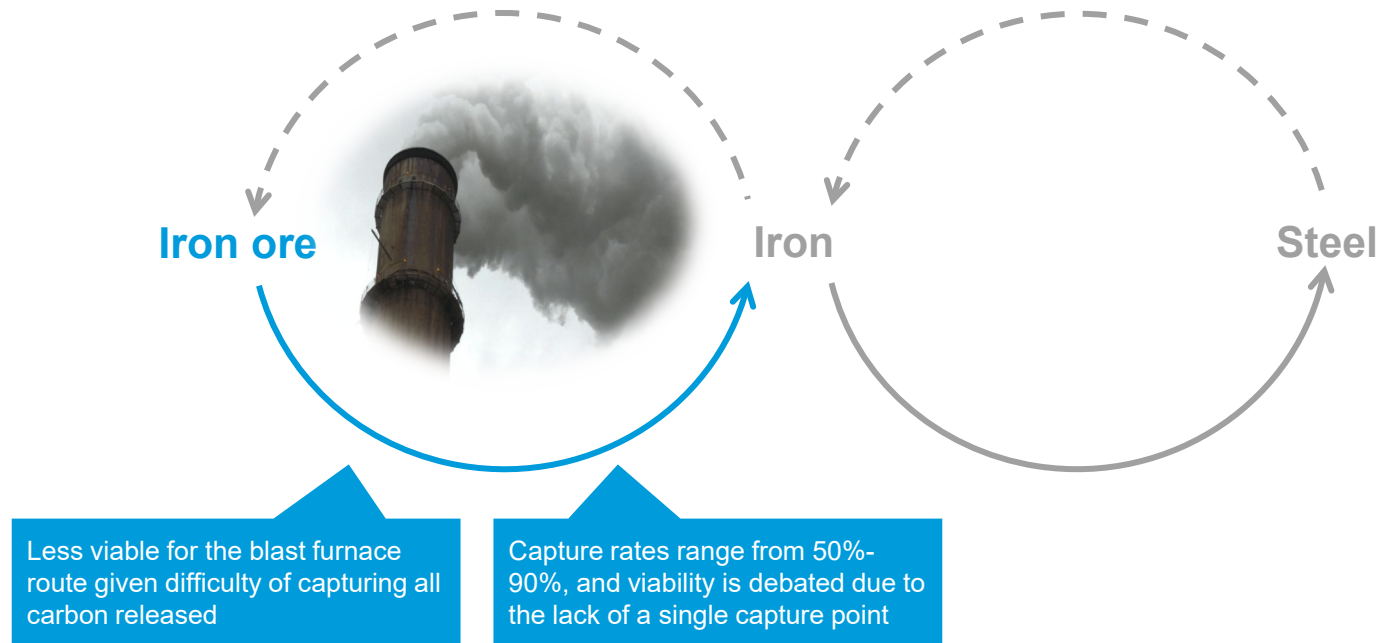 Iron ore
Iron
Steel
Less viable for the blast furnace
route given difficulty of capturing all
carbon released
Capture rates range from 50%-
90%, and viability is debated due to
the lack of a single capture point